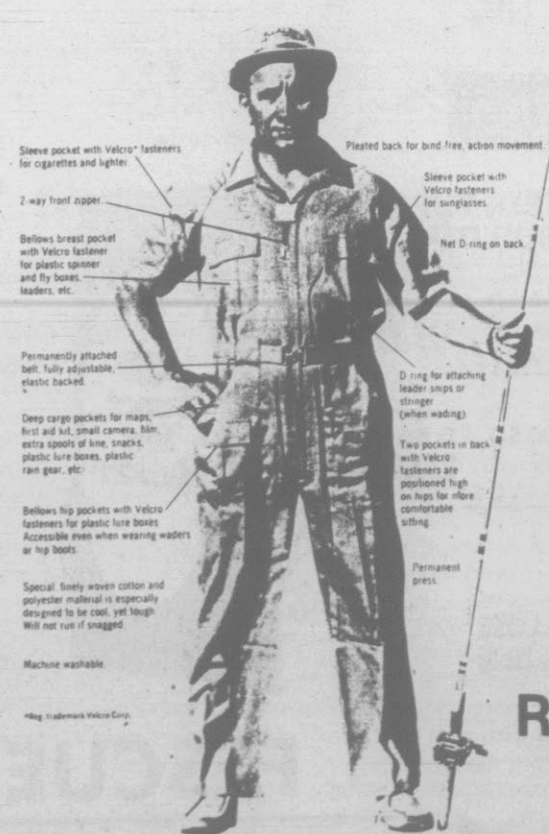 Sleeve pocket with Velcro* fasteners
for cigarettes and lighter.
2-way front zipper.
Bellows breast pocket
with Velcro fastener
for plastic spinner
and fly boxes,
leaders, etc.
Permanently attached
belt, fully adjustable,
elastic backed.
Deep cargo pockets for maps,
first aid kit, small camera, film,
extra spools of line, snacks,
plastic lure boxes, plastic
rain gear, etc.
Bellows hip pockets with Velcro
fasteners for plastic lure boxes
Accessible even when wearing waders
or hip boots.
Special, finely woven cotton and
polyester material is especially
designed to be cool, yet tough
Will not run if snagged.
Machine washable.
*Reg. trademark Velcro Corp.
Pleated back for bind-free, action movement.
Sleeve pocket with
Velcro fasteners
for sunglasses.
Net D-ring on back.
D-ring for attaching
leader snips or
stringer
(when wading)
Two pockets in back
with Velcro
fasteners are
positioned high
on hips for more
comfortable
sitting
Permanent
press.
R